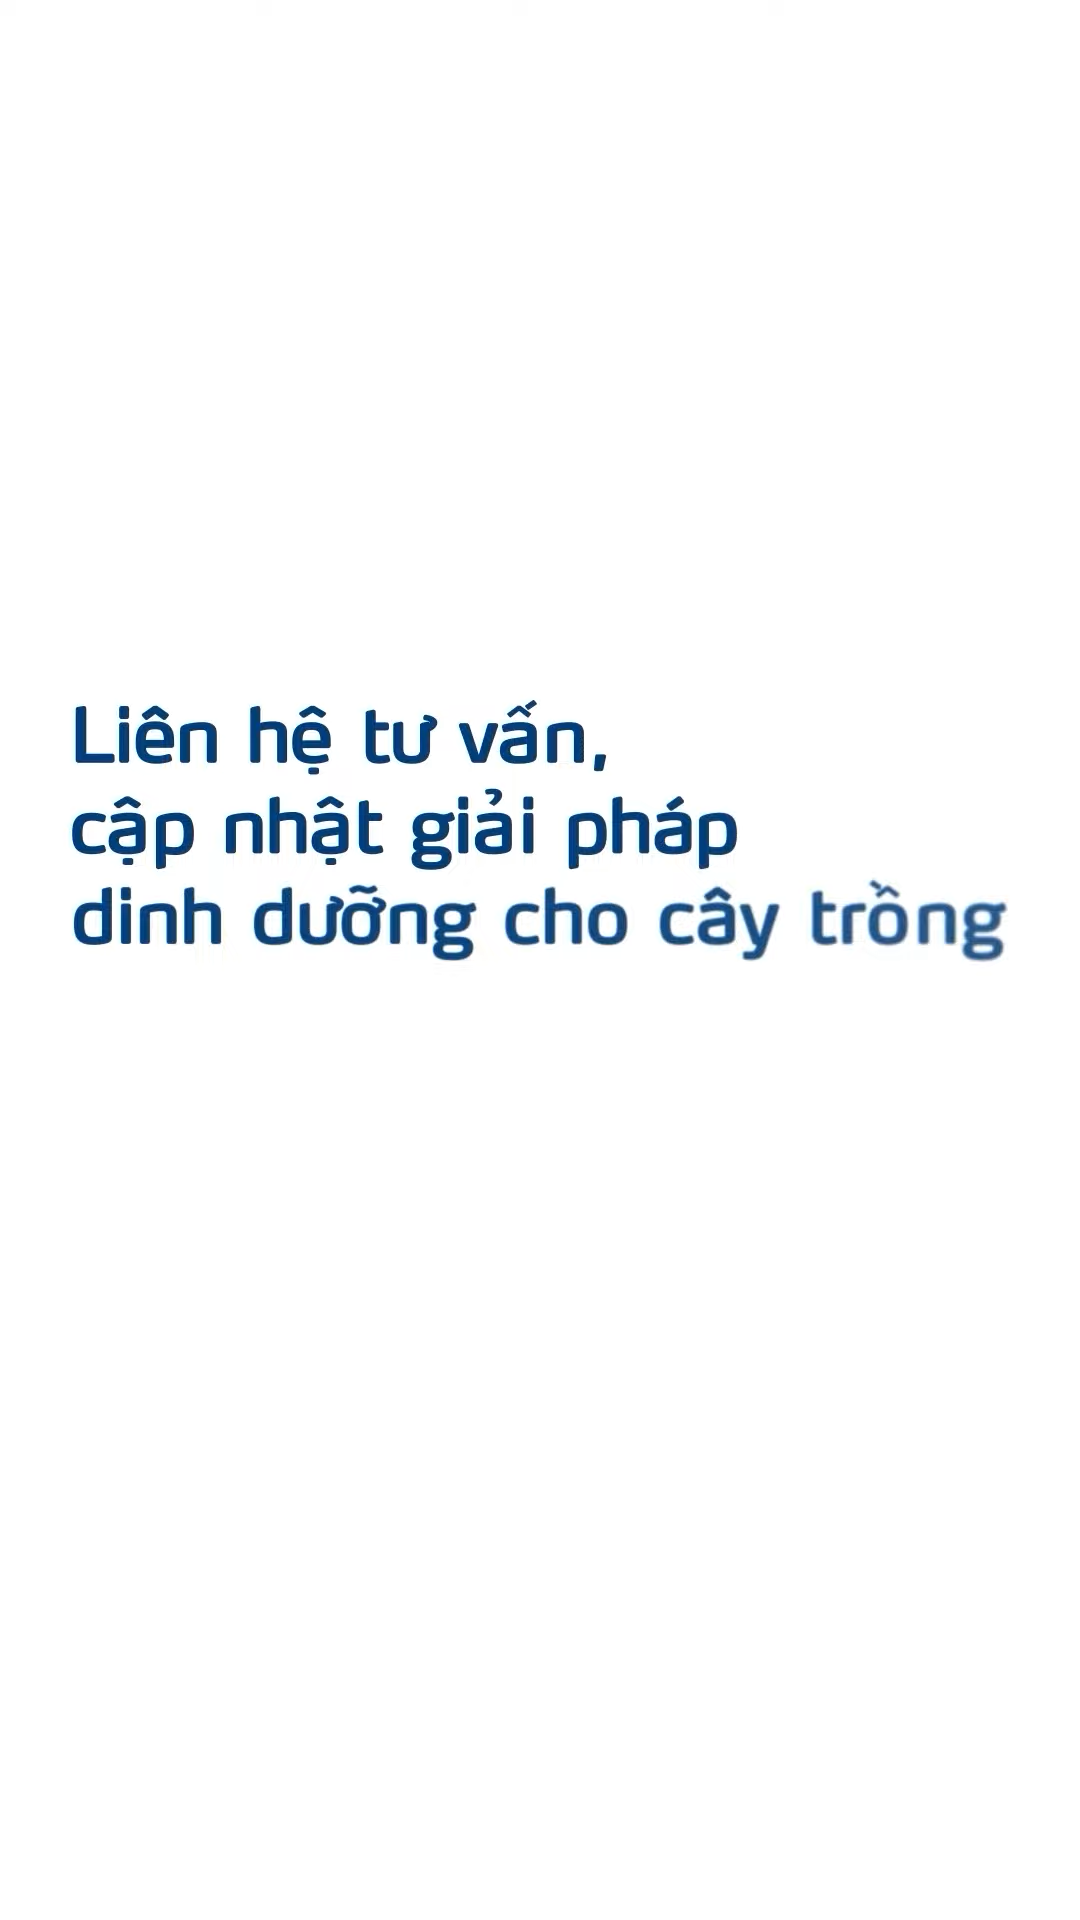 Liên hệ tư vấn,
cập nhật giải pháp
dinh dưỡng cho cây trồng